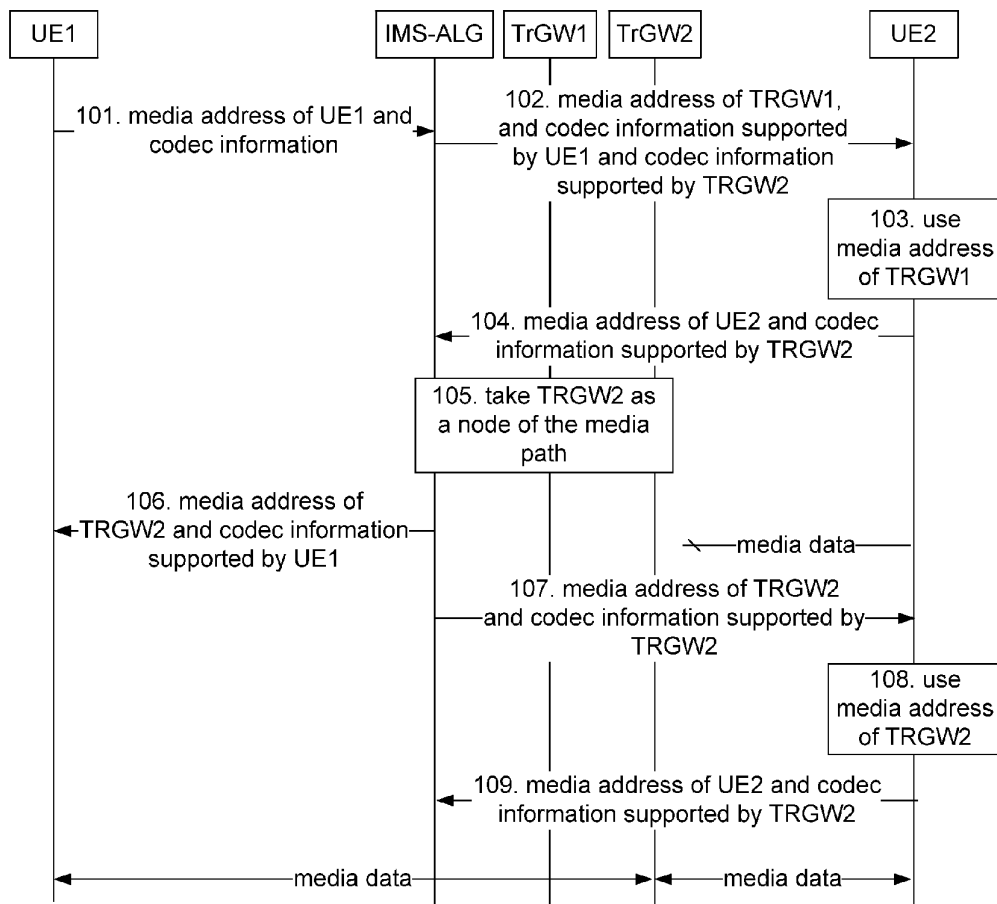 UE1
IMS-ALG
TrGW1
TrGW2
UE2
101. media address of UE1 and
codec information
102. media address of TRGW1,
and codec information supported
by UE1 and codec information
supported by TRGW2
103. use
media address
of TRGW1
104. media address of UE2 and codec
information supported by TRGW2
105. take TRGW2 as
a node of the media
path
106. media address of
TRGW2 and codec information
supported by UE1
media data
107. media address of TRGW2
and codec information supported by
TRGW2
108. use
media address
of TRGW2
109. media address of UE2 and codec
information supported by TRGW2
media data
media data